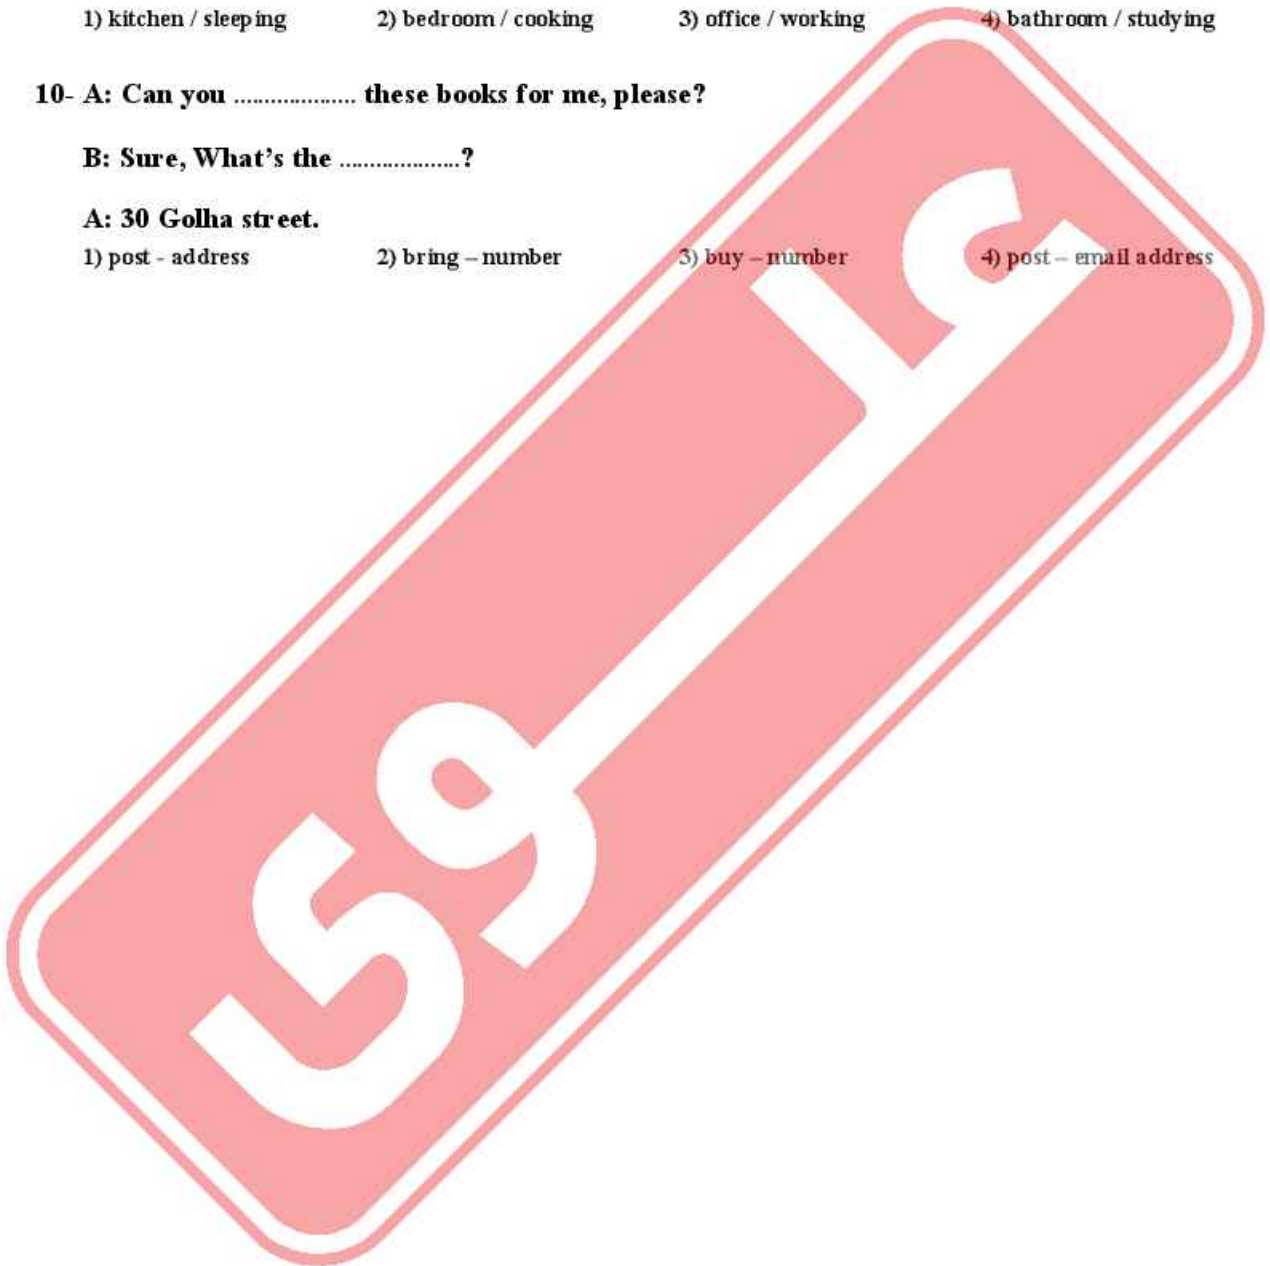 1) kitchen / sleeping 2) bedroom / cooking 3) office / working 4) bathroom / studying
10- A: Can you .................... these books for me, please?
B: Sure, What’s the ....................?
A: 30 Golha street.
1) post - address 2) bring – number 3) buy – number 4) post – email address